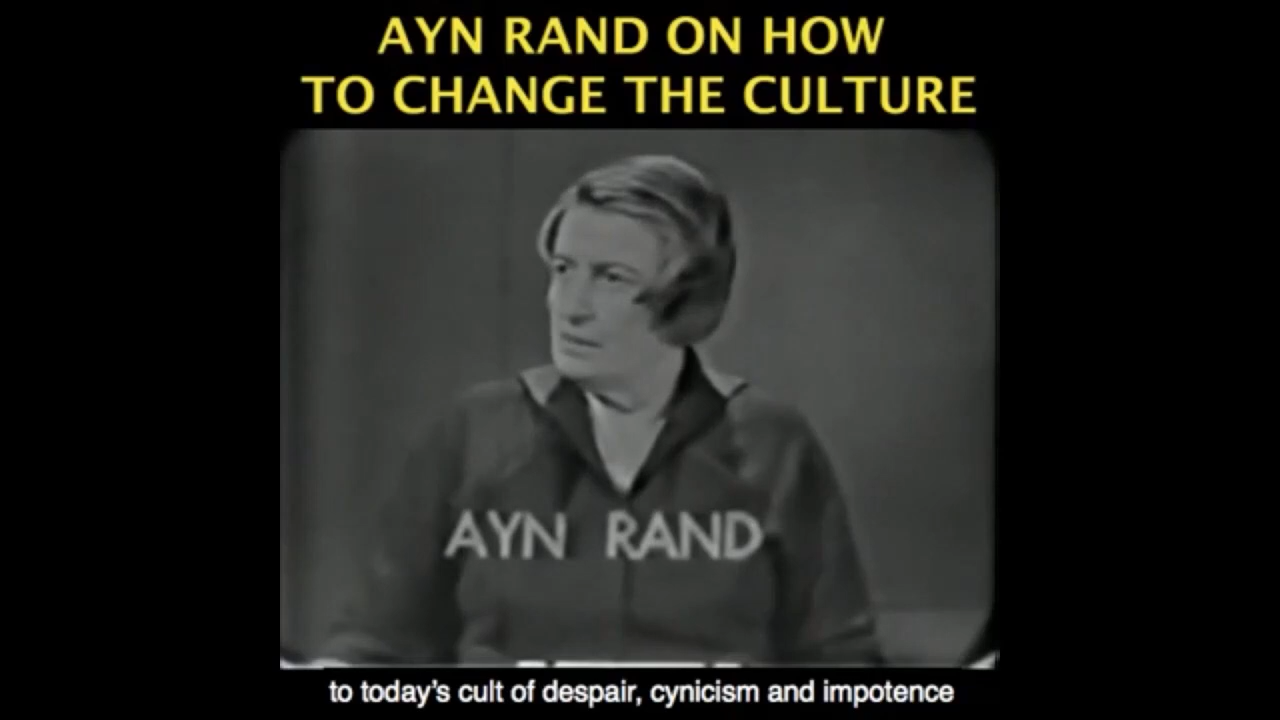 AYN RAND ON HOW
TO CHANGE THE CULTURE
AYN RAND
to today's cult of despair, cynicism and impotence